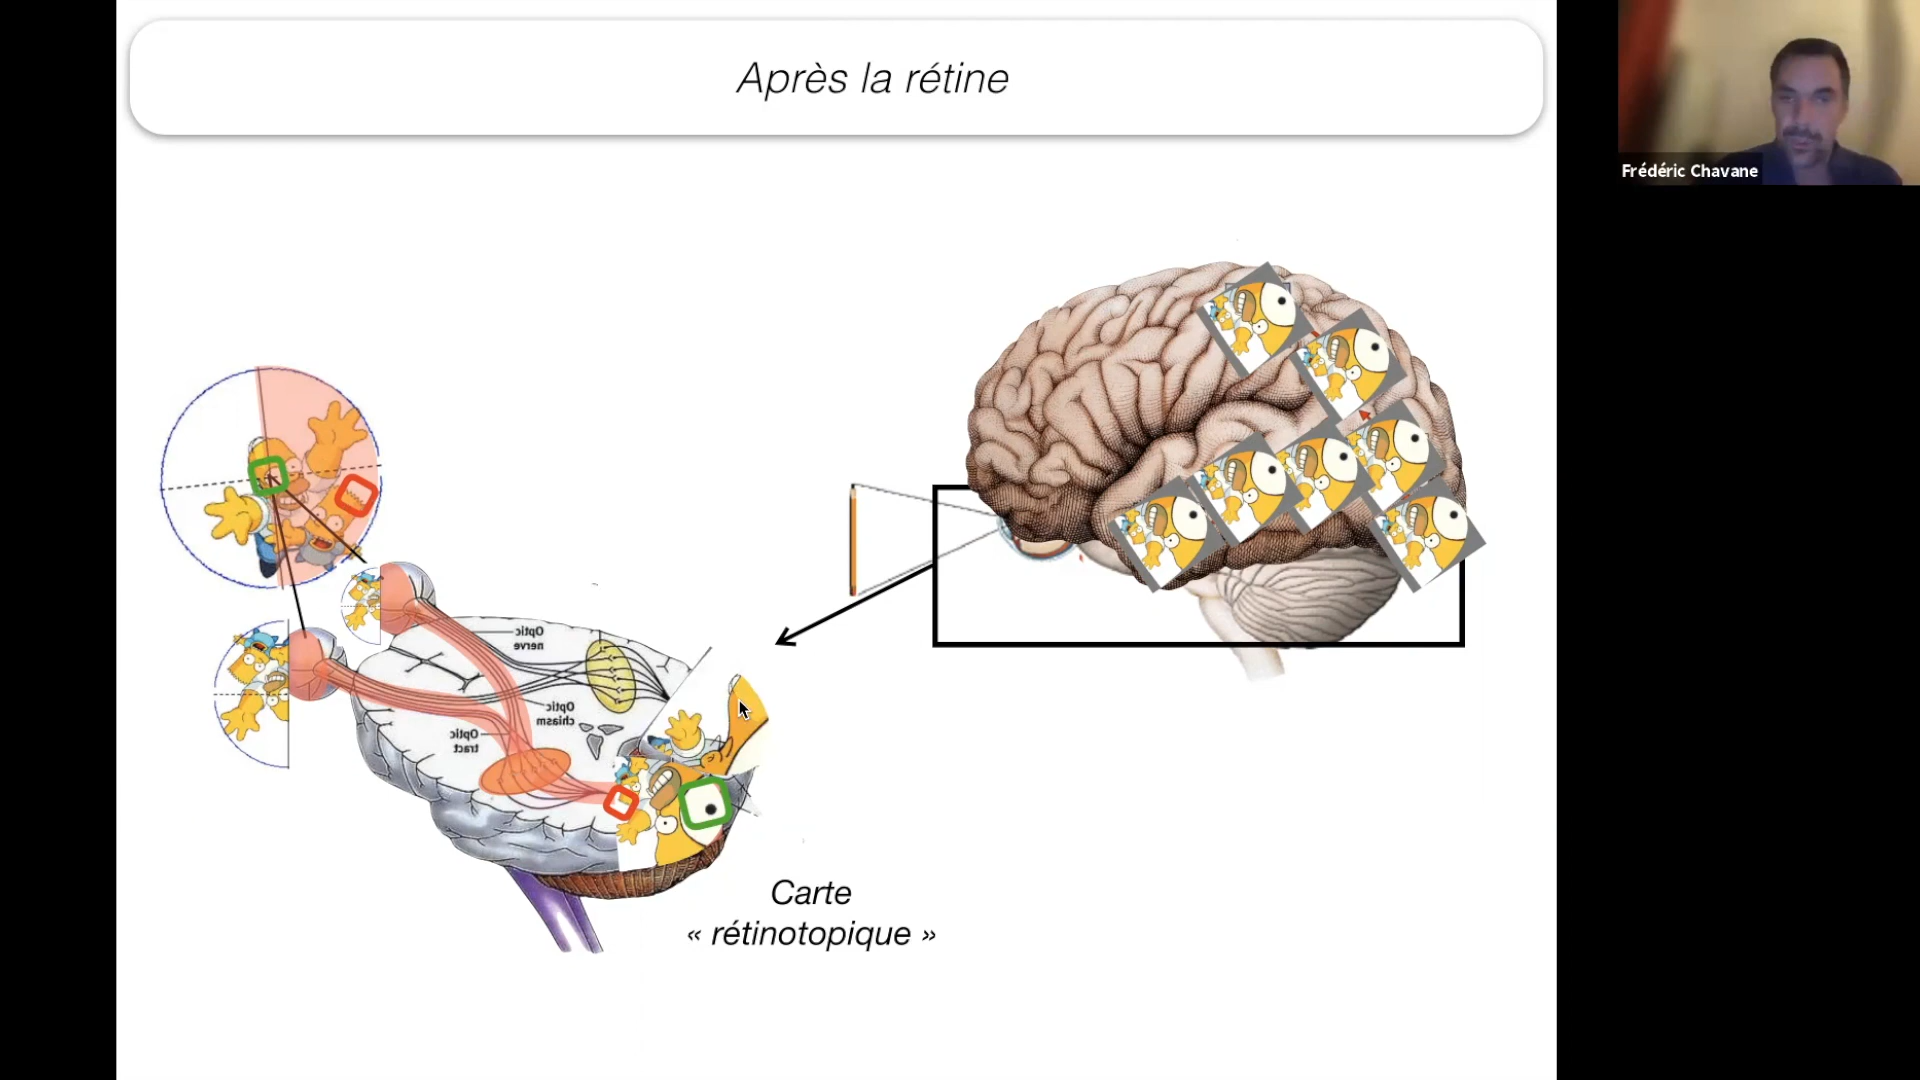 Après la rétine
Frédéric Chavane
Optic
nerve
Optic
chiasm
Optic
tract
Carte
« rétinotopique »